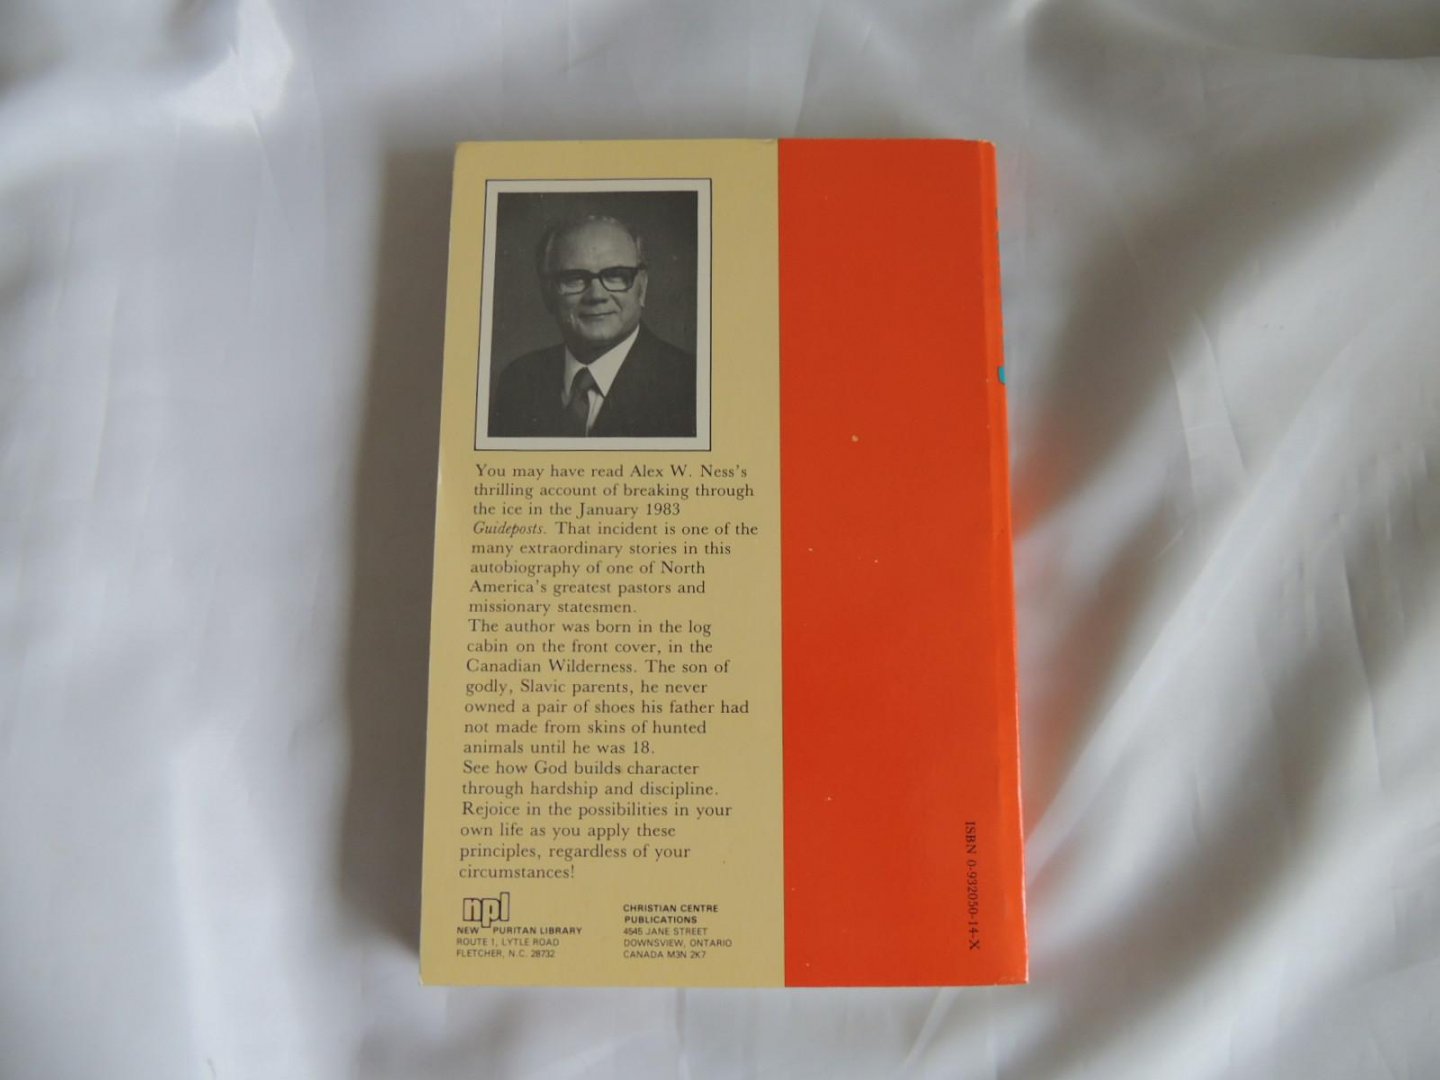 You may have read Alex W. Ness's
thrilling account of breaking through
the ice in the January 1983
Guideposts. That incident is one of the
many extraordinary stories in this
autobiography of one of North
America's greatest pastors and
missionary statesmen.
The author was born in the log
cabin on the front cover, in the
Canadian Wilderness. The son of
godly, Slavic parents, he never
owned a pair of shoes his father had
not made from skins of hunted
animals until he was 18.
See how God builds character
through hardship and discipline.
Rejoice in the possibilities in your
own life as you apply these
principles, regardless of your
circumstances!
npl
NEW PURITAN LIBRARY
ROUTE 1, LYTLE ROAD
FLETCHER, N.C. 28732
CHRISTIAN CENTRE
PUBLICATIONS
4545 JANE STREET
DOWNSVIEW, ONTARIO
CANADA M3N 2K7
ISBN 0-932050-14-X